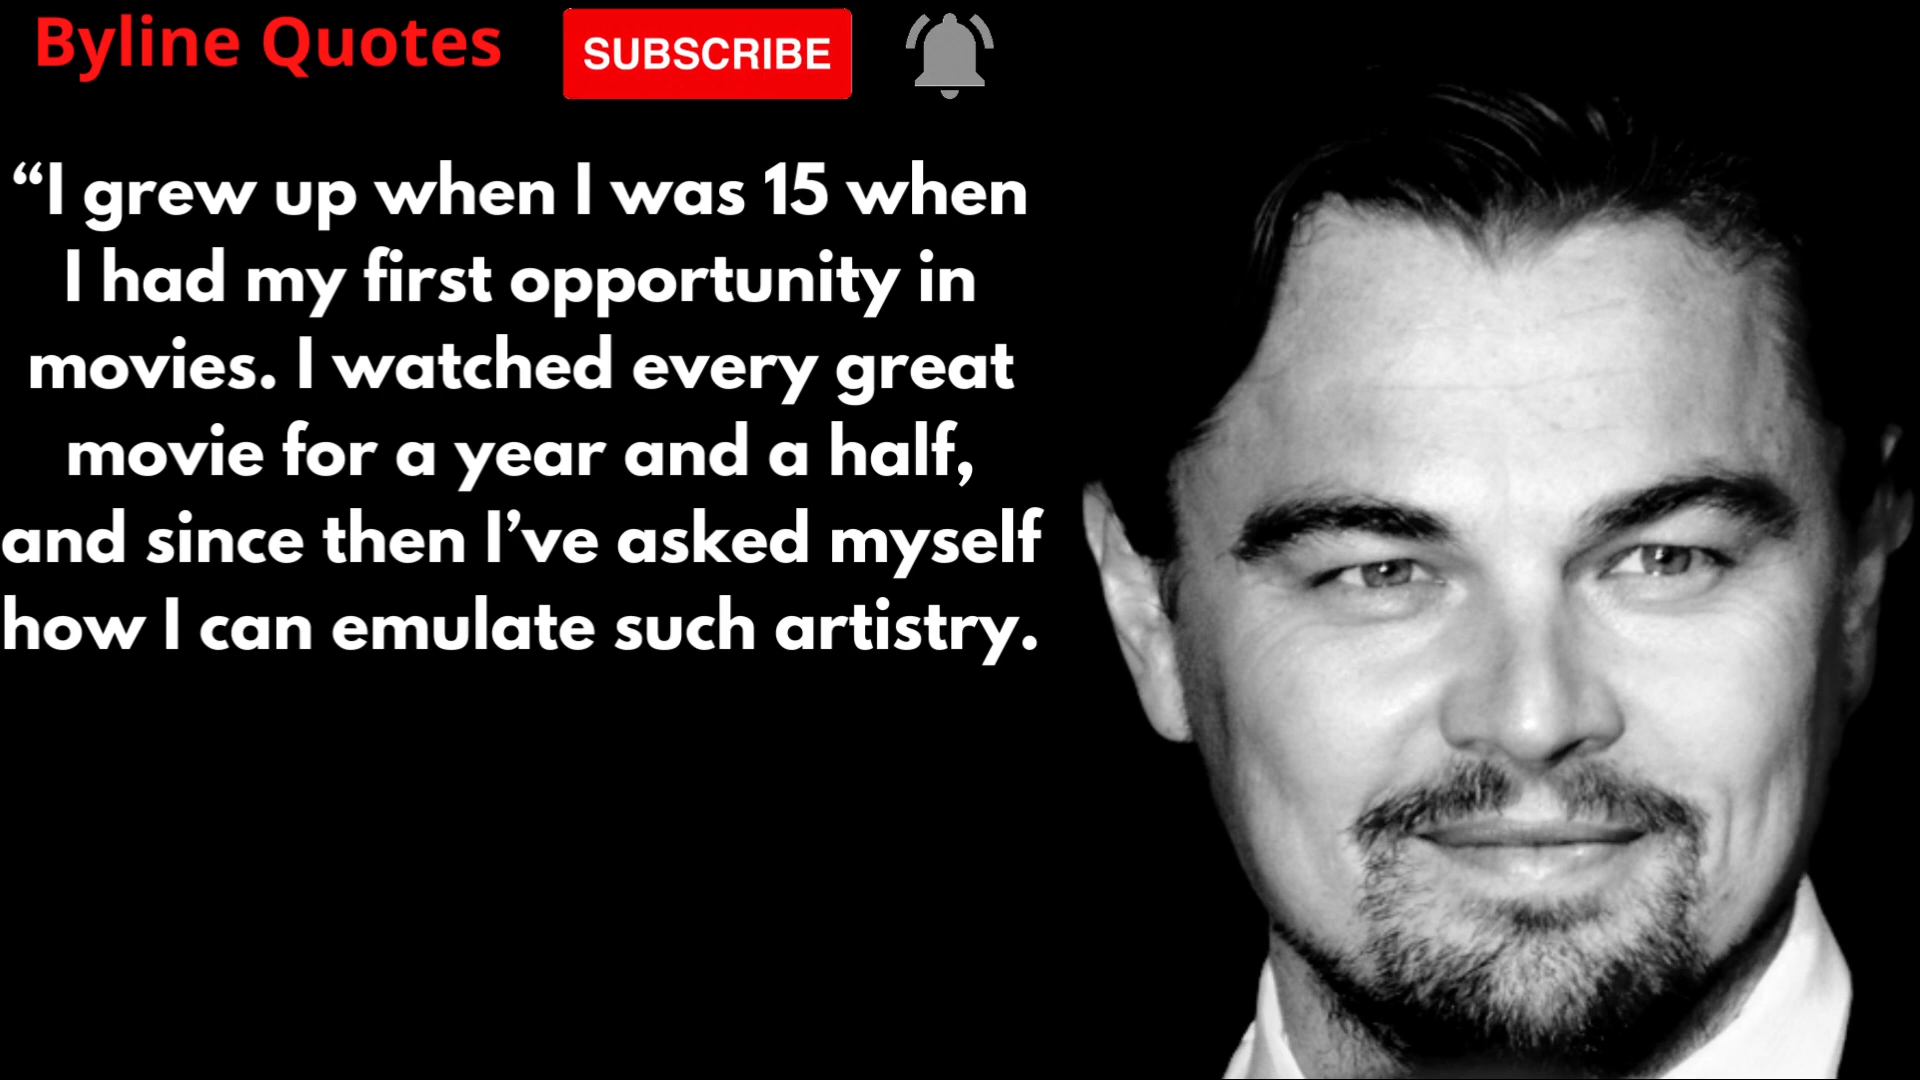 Byline Quotes
SUBSCRIBE
“I grew up when I was 15 when
I had my first opportunity in
movies. I watched every great
movie for a year and a half,
and since then I’ve asked myself
how I can emulate such artistry.